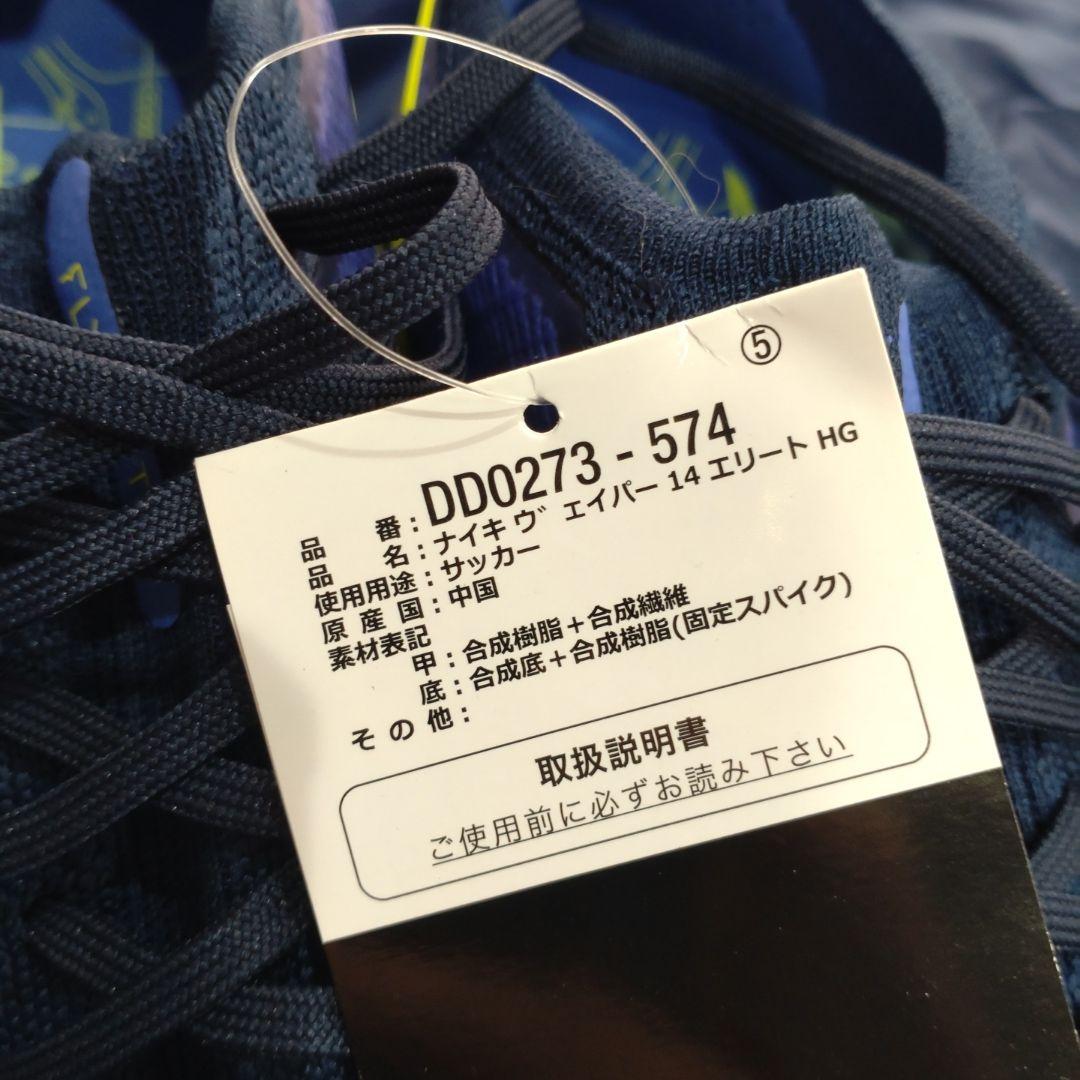 ⑤
品 番：DD0273 - 574
品 名：ナイキ ヴェイパー 14 エリート HG
使用用途：サッカー
原 産 国：中国
素材表記
甲：合成樹脂＋合成繊維
底：合成底＋合成樹脂(固定スパイク)
そ の 他：
取扱説明書
ご使用前に必ずお読み下さい